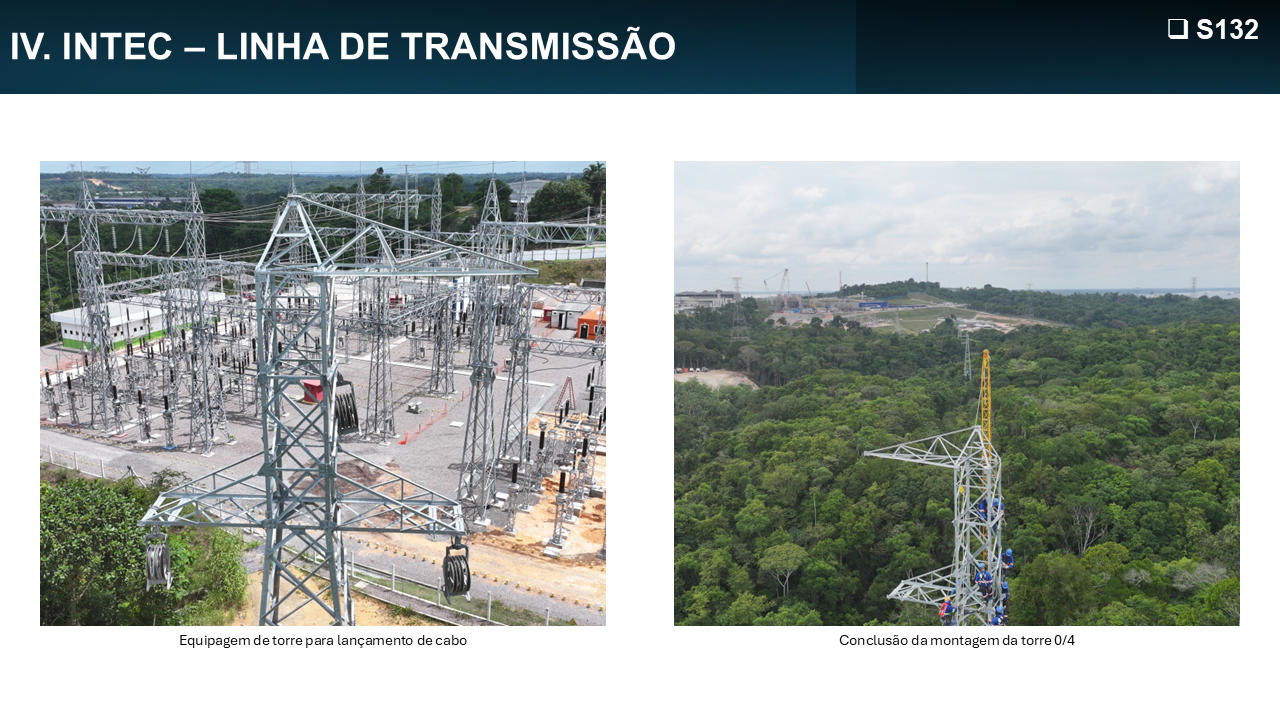 IV. INTEC – LINHA DE TRANSMISSÃO
❑ S132
Equipagem de torre para lançamento de cabo
Conclusão da montagem da torre 0/4